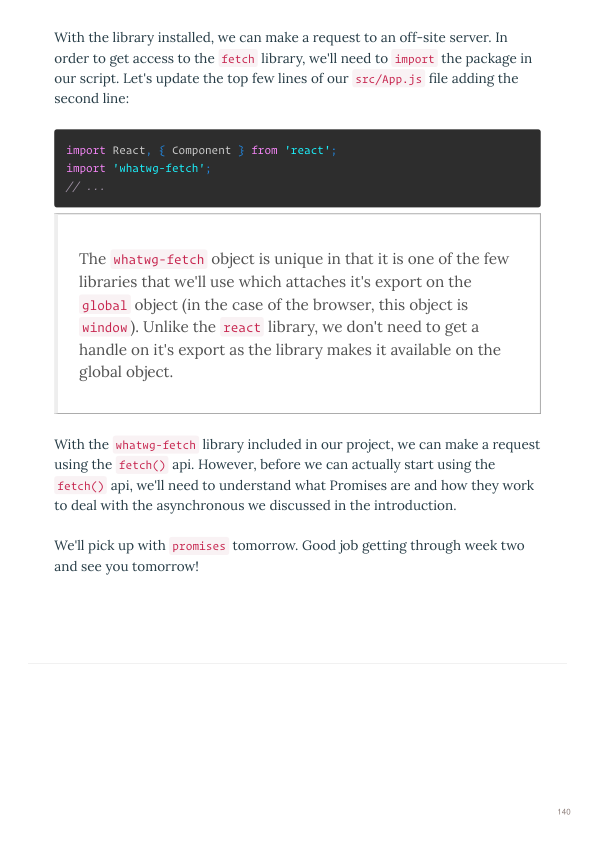 With the library installed, we can make a request to an off-site server. In
order to get access to the fetch library, we'll need to import the package in
our script. Let's update the top few lines of our src/App.js file adding the
second line:
import React, { Component } from 'react';
import 'whatwg-fetch';
// ...
The whatwg-fetch object is unique in that it is one of the few
libraries that we'll use which attaches it's export on the
global object (in the case of the browser, this object is
window). Unlike the react library, we don't need to get a
handle on it's export as the library makes it available on the
global object.
With the whatwg-fetch library included in our project, we can make a request
using the fetch() api. However, before we can actually start using the
fetch() api, we'll need to understand what Promises are and how they work
to deal with the asynchronous we discussed in the introduction.
We'll pick up with promises tomorrow. Good job getting through week two
and see you tomorrow!
140